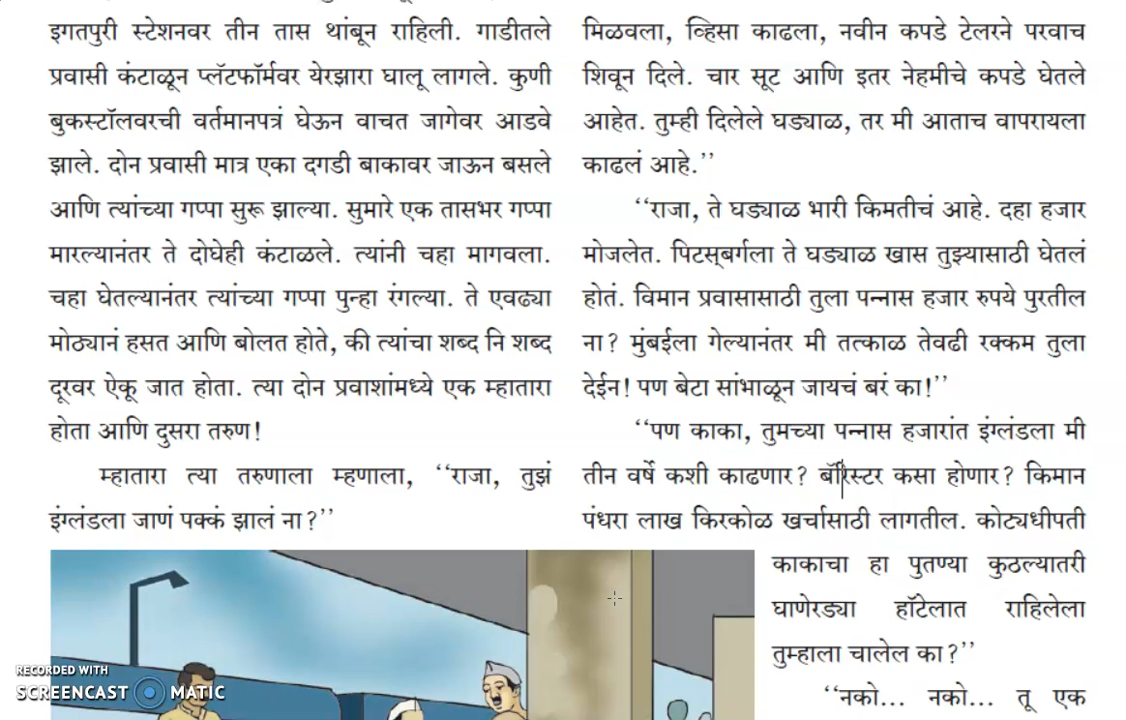 इगतपुरी स्टेशनवर तीन तास थांबून राहिली. गाडीतले
प्रवासी कंटाळून प्लॅटफॉर्मवर येरझारा घालू लागले. कुणी
बुकस्टॉलवरची वर्तमानपत्रं घेऊन वाचत जागेवर आडवे
झाले. दोन प्रवासी मात्र एका दगडी बाकावर जाऊन बसले
आणि त्यांच्या गप्पा सुरू झाल्या. सुमारे एक तासभर गप्पा
मारल्यानंतर ते दोघेही कंटाळले. त्यांनी चहा मागवला.
चहा घेतल्यानंतर त्यांच्या गप्पा पुन्हा रंगल्या. ते एवढ्या
मोठ्यानं हसत आणि बोलत होते, की त्यांचा शब्द नि शब्द
दूरवर ऐकू जात होता. त्या दोन प्रवाशांमध्ये एक म्हातारा
होता आणि दुसरा तरुण!
म्हातारा त्या तरुणाला म्हणाला, ‘‘राजा, तुझं
इंग्लंडला जाणं पक्कं झालं ना?’’
मिळवला, व्हिसा काढला, नवीन कपडे टेलरने परवाच
शिवून दिले. चार सूट आणि इतर नेहमीचे कपडे घेतले
आहेत. तुम्ही दिलेले घड्याळ, तर मी आताच वापरायला
काढलं आहे.’’
‘‘राजा, ते घड्याळ भारी किमतीचं आहे. दहा हजार
मोजलेत. पिटस्‌बर्गला ते घड्याळ खास तुझ्यासाठी घेतलं
होतं. विमान प्रवासासाठी तुला पन्नास हजार रुपये पुरतील
ना? मुंबईला गेल्यानंतर मी तत्काळ तेवढी रक्कम तुला
देईन! पण बेटा सांभाळून जायचं बरं का!’’
‘‘पण काका, तुमच्या पन्नास हजारांत इंग्लंडला मी
तीन वर्षे कशी काढणार? बॅरिस्टर कसा होणार? किमान
पंधरा लाख किरकोळ खर्चासाठी लागतील. कोट्यधीपती
काकाचा हा पुतण्या कुठल्यातरी
घाणेरड्या हॉटेलात राहिलेला
तुम्हाला चालेल का?’’
‘‘नको... नको... तू एक
RECORDED WITH
SCREENCAST MATIC